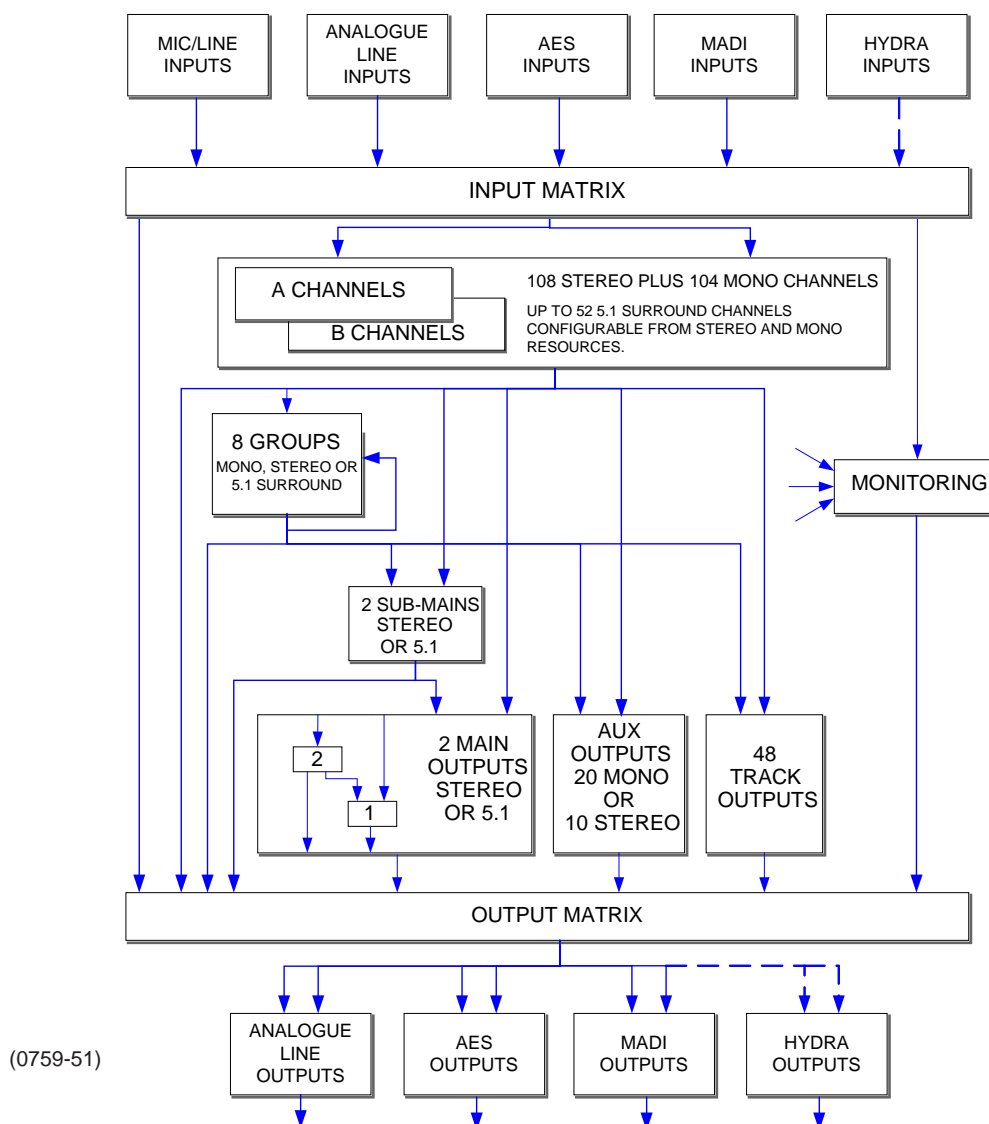 MIC/LINE
INPUTS
ANALOGUE
LINE
INPUTS
AES
INPUTS
MADI
INPUTS
HYDRA
INPUTS
INPUT MATRIX
A CHANNELS
B CHANNELS
108 STEREO PLUS 104 MONO CHANNELS
UP TO 52 5.1 SURROUND CHANNELS
CONFIGURABLE FROM STEREO AND MONO
RESOURCES.
8 GROUPS
MONO, STEREO OR
5.1 SURROUND
MONITORING
2 SUB-MAINS
STEREO
OR 5.1
2
1
2 MAIN
OUTPUTS
STEREO
OR 5.1
AUX
OUTPUTS
20 MONO
OR
10 STEREO
48
TRACK
OUTPUTS
OUTPUT MATRIX
ANALOGUE
LINE
OUTPUTS
AES
OUTPUTS
MADI
OUTPUTS
HYDRA
OUTPUTS
(0759-51)